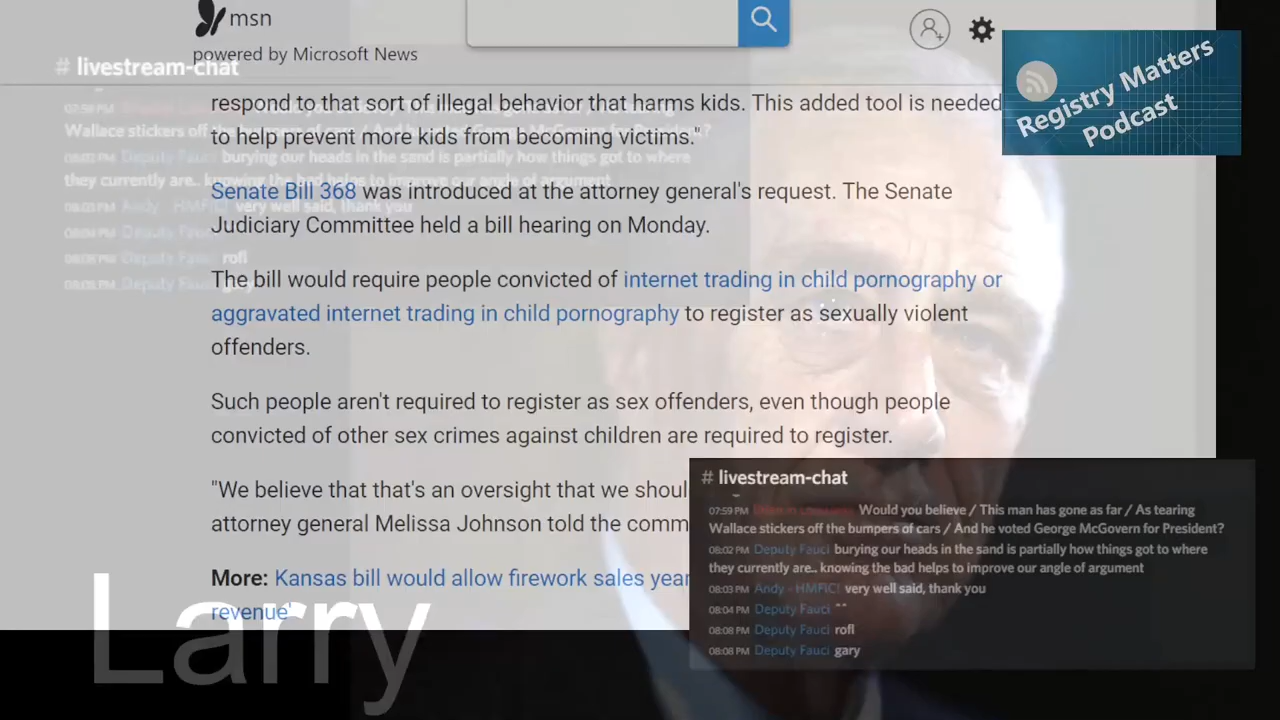 msn
powered by Microsoft News
# livestream-chat
Registry Matters
Podcast
respond to that sort of illegal behavior that harms kids. This added tool is needed
to help prevent more kids from becoming victims."
Senate Bill 368 was introduced at the attorney general's request. The Senate
Judiciary Committee held a bill hearing on Monday.
The bill would require people convicted of internet trading in child pornography or
aggravated internet trading in child pornography to register as sexually violent
offenders.
Such people aren't required to register as sex offenders, even though people
convicted of other sex crimes against children are required to register.
"We believe that that's an oversight that we shoul
attorney general Melissa Johnson told the comm
More: Kansas bill would allow firework sales year
revenue'
Larry
# livestream-chat
07:59 PM Would you believe / This man has gone as far / As tearing
Wallace stickers off the bumpers of cars / And he voted George McGovern for President?
08:02 PM Deputy Fauci burying our heads in the sand is partially how things got to where
they currently are.. knowing the bad helps to improve our angle of argument
08:03 PM Andy - HMFIC! very well said, thank you
08:04 PM Deputy Fauci ^^
08:08 PM Deputy Fauci rofl
08:08 PM Deputy Fauci gary